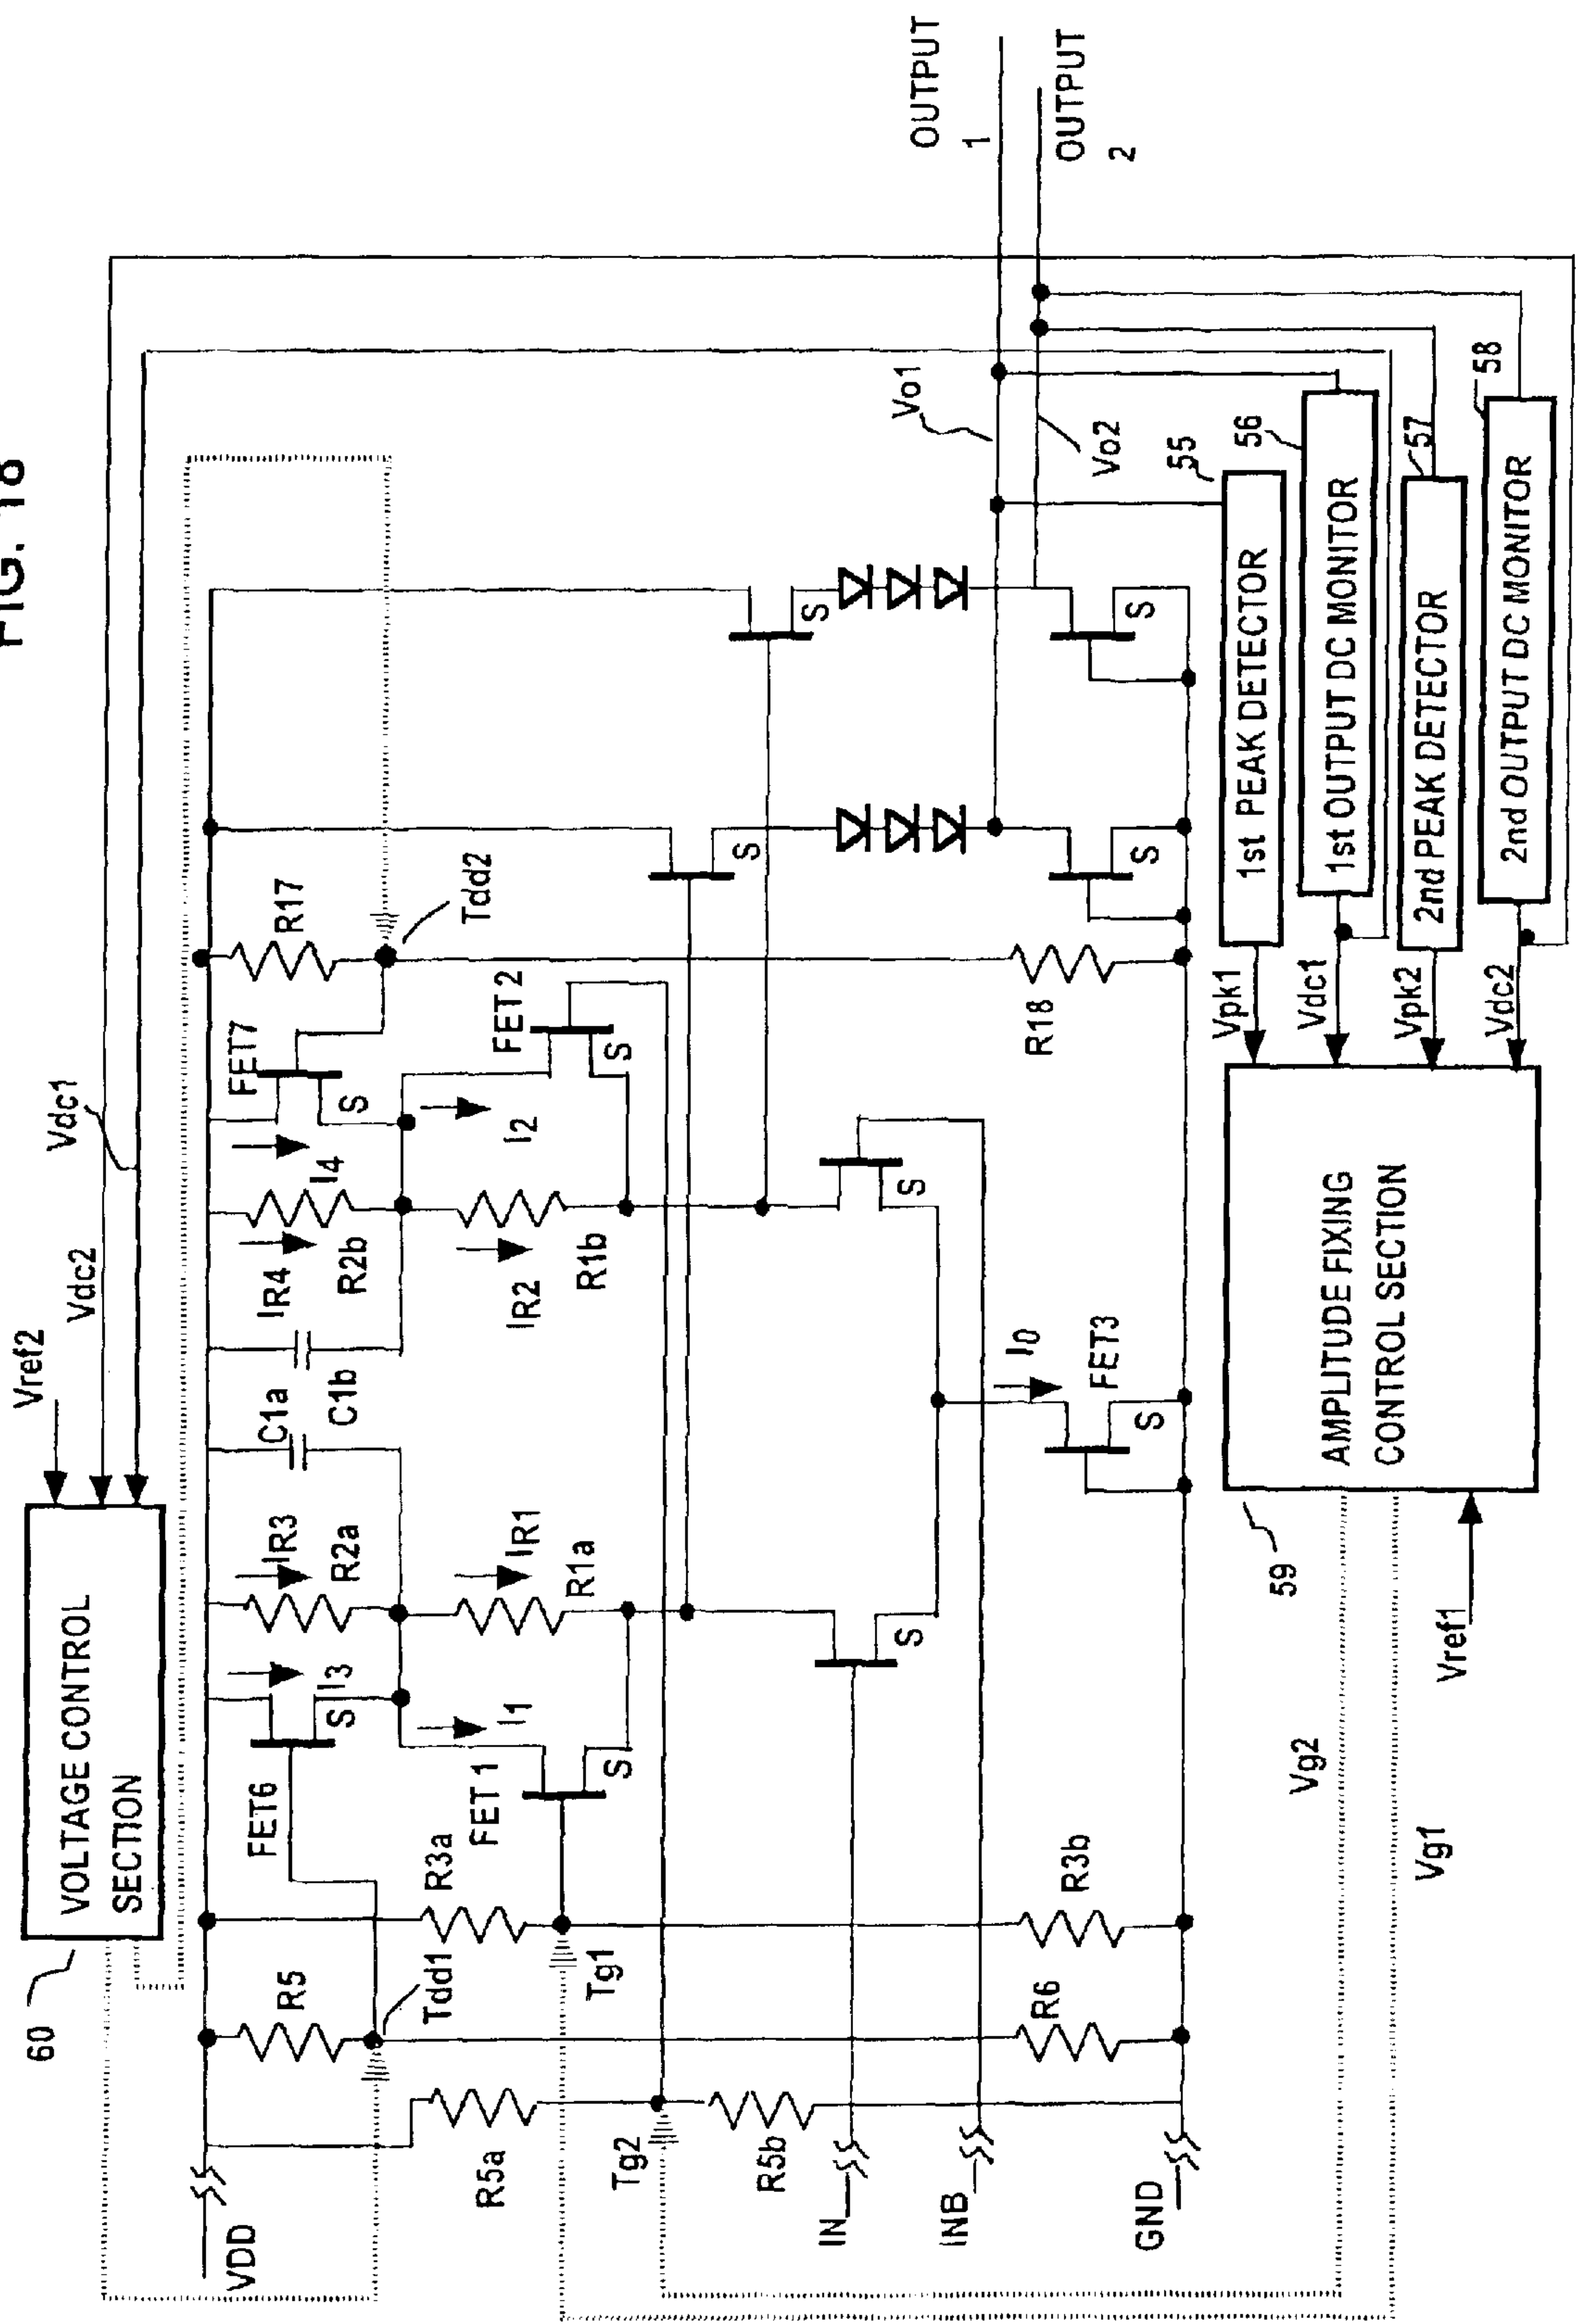 FIG. 18
60
VOLTAGE CONTROL
SECTION
Vref2
Vdc2
Vdc1
VDD
R5
Tdd1
FET6
I3
S
IR3
R2a
C1a
C1b
IR4
R2b
I4
FET7
S
R17
Tdd2
R5a
R3a
FET1
I1
S
IR1
R1a
IR2
R1b
I2
FET2
S
Tg2
Tg1
R5b
R6
R3b
IN
INB
GND
S
S
I0
FET3
S
R18
S
S
S
S
Vo1
Vo2
OUTPUT
1
OUTPUT
2
55
1st PEAK DETECTOR
56
1st OUTPUT DC MONITOR
57
2nd PEAK DETECTOR
58
2nd OUTPUT DC MONITOR
Vpk1
Vdc1
Vpk2
Vdc2
AMPLITUDE FIXING
CONTROL SECTION
59
Vref1
Vg2
Vg1